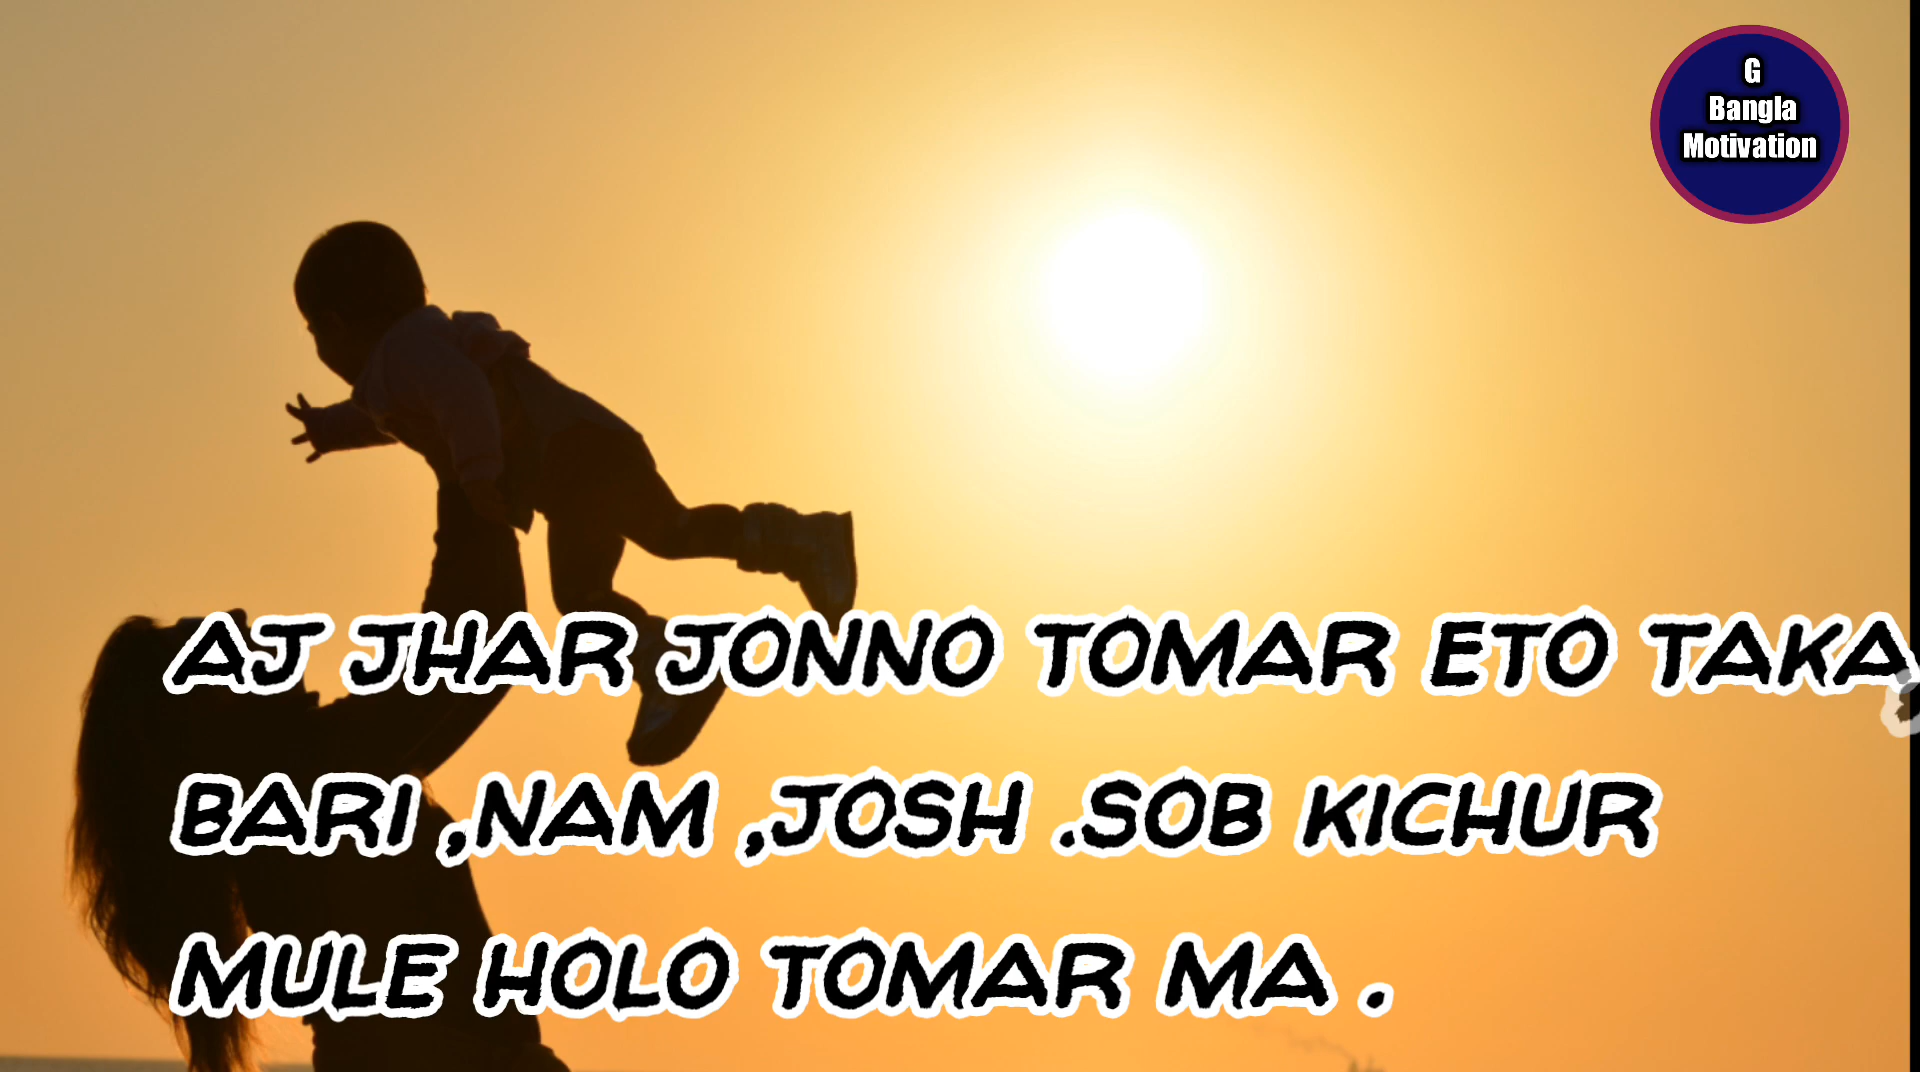 G
Bangla
Motivation
AJ JHAR JONNO TOMAR ETO TAKA
BARI ,NAM ,JOSH .SOB KICHUR
MULE HOLO TOMAR MA .